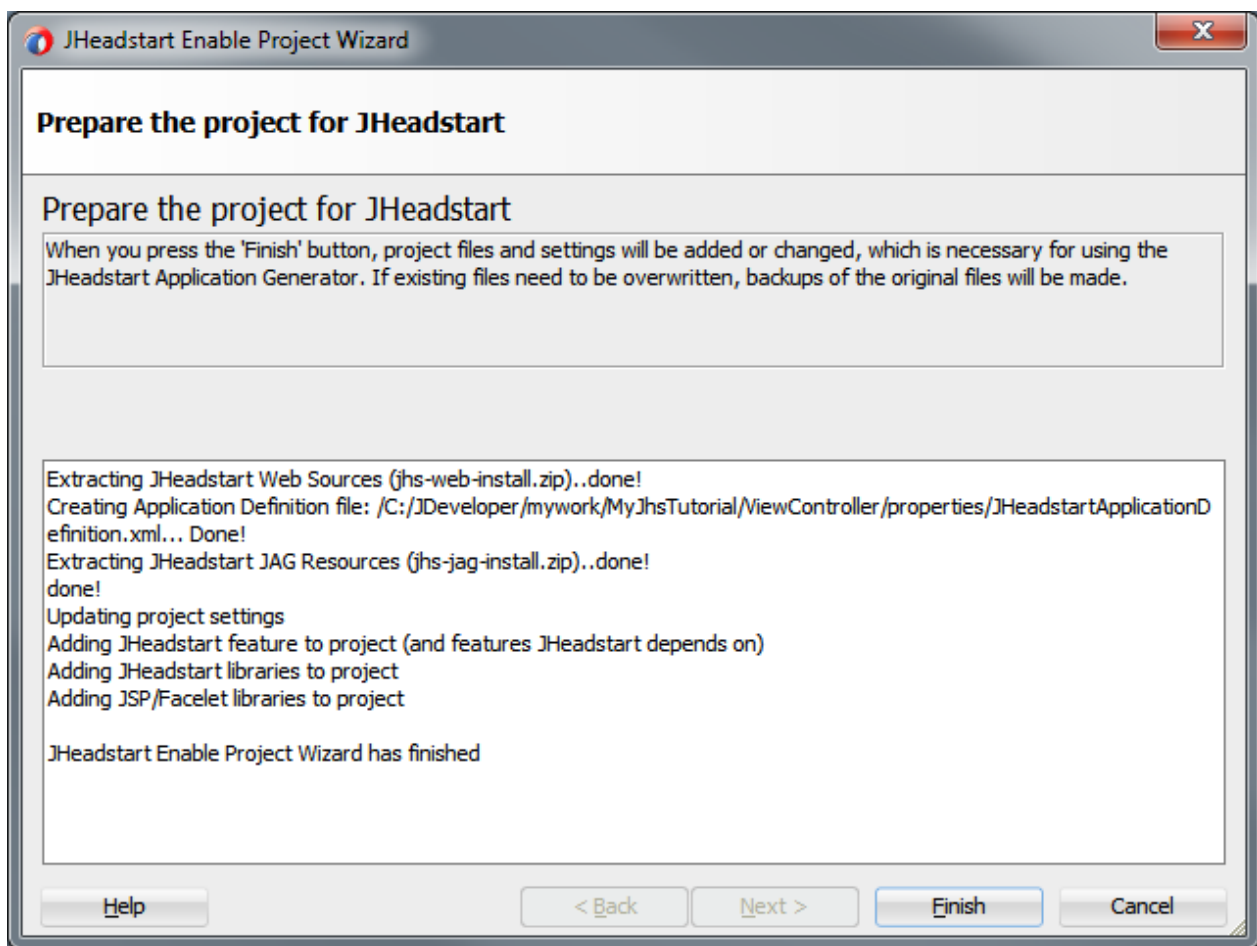 JHeadstart Enable Project Wizard
Prepare the project for JHeadstart
Prepare the project for JHeadstart
When you press the 'Finish' button, project files and settings will be added or changed, which is necessary for using the
JHeadstart Application Generator. If existing files need to be overwritten, backups of the original files will be made.
Extracting JHeadstart Web Sources (jhs-web-install.zip)..done!
Creating Application Definition file: /C:/JDeveloper/mywork/MyJhsTutorial/ViewController/properties/JHeadstartApplicationD
efinition.xml... Done!
Extracting JHeadstart JAG Resources (jhs-jag-install.zip)..done!
done!
Updating project settings
Adding JHeadstart feature to project (and features JHeadstart depends on)
Adding JHeadstart libraries to project
Adding JSP/Facelet libraries to project
JHeadstart Enable Project Wizard has finished
Help < Back Next > Finish Cancel